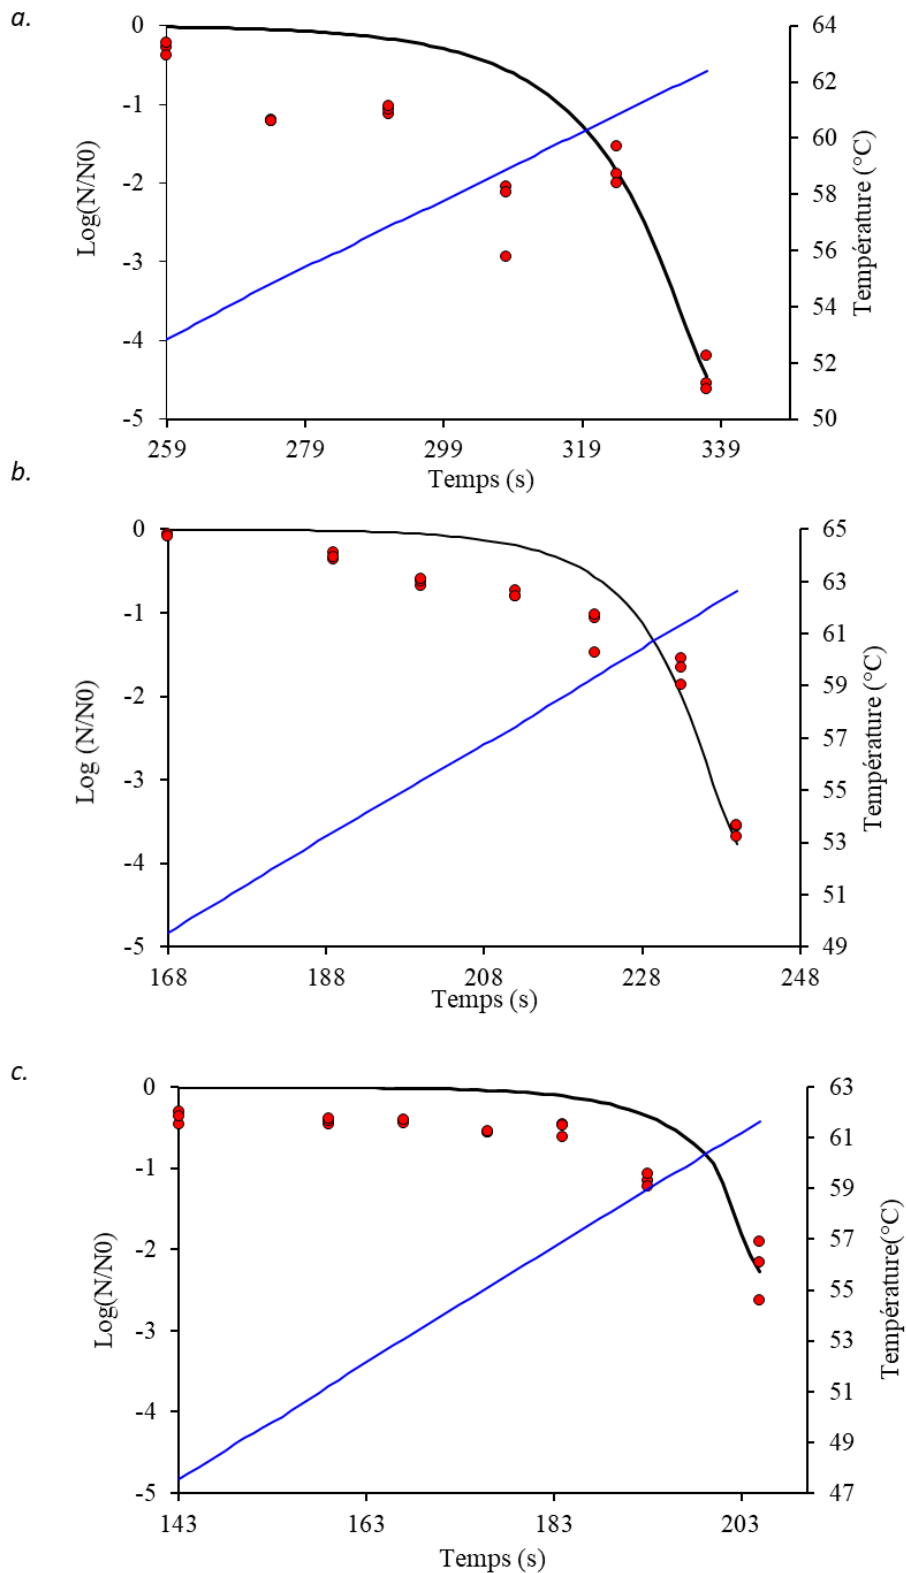 a.
0
-1
-2
-3
-4
-5
Log(N/N0)
64
62
60
58
56
54
52
50
Température (°C)
259 279 299 319 339
Temps (s)
b.
0
-1
-2
-3
-4
-5
Log (N/N0)
65
63
61
59
57
55
53
51
49
Température (°C)
168 188 208 228 248
Temps (s)
c.
0
-1
-2
-3
-4
-5
Log(N/N0)
63
61
59
57
55
53
51
49
47
Température(°C)
143 163 183 203
Temps (s)